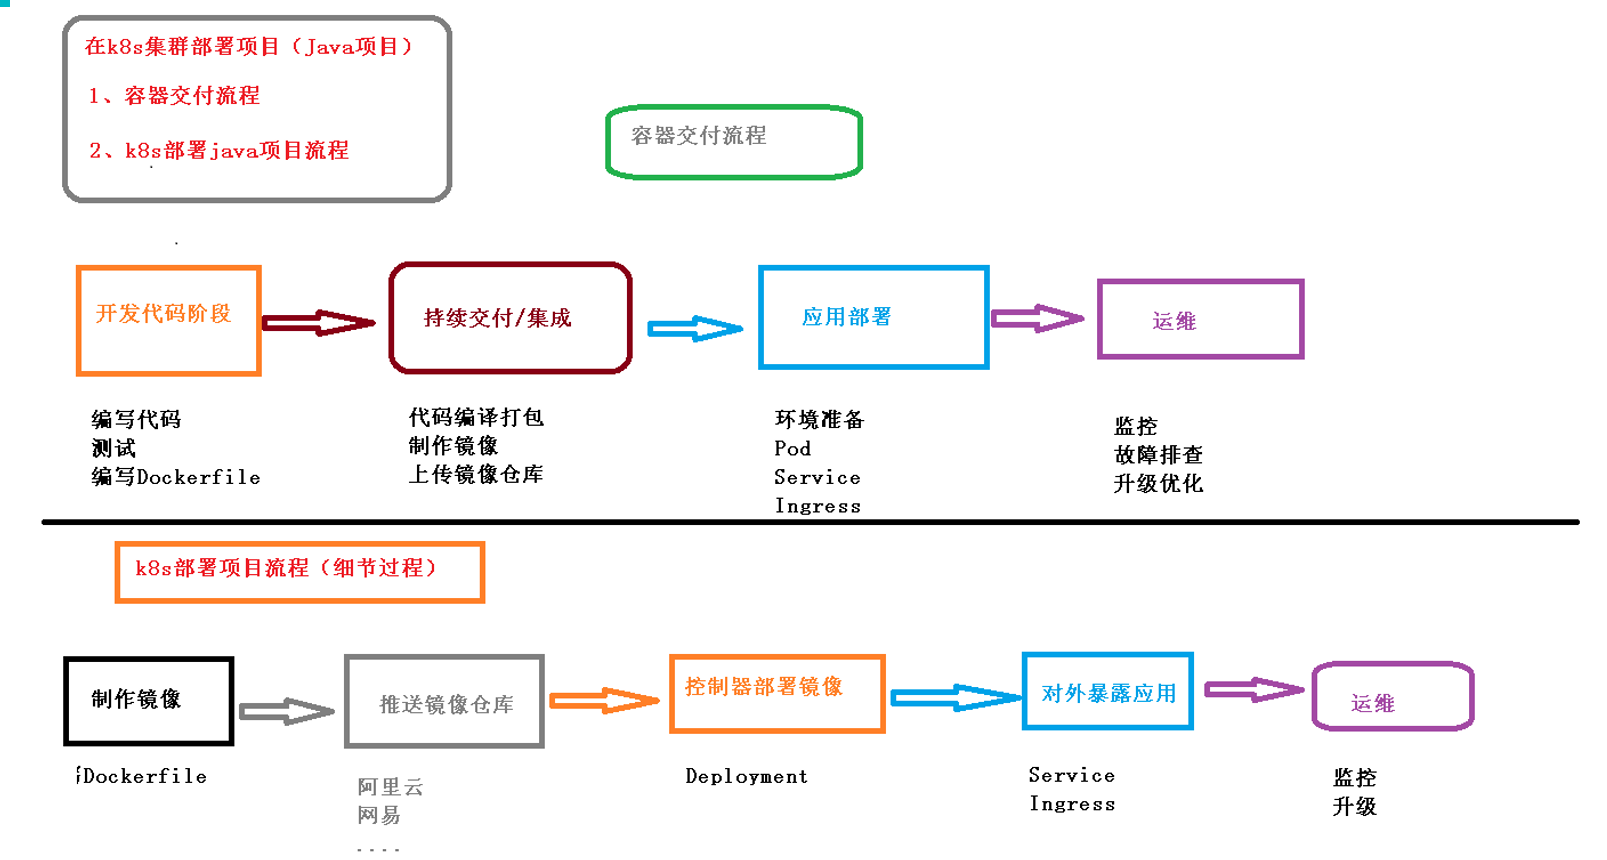 在k8s集群部署项目（Java项目）
1、容器交付流程
2、k8s部署java项目流程
容器交付流程
开发代码阶段
持续交付/集成
应用部署
运维
编写代码
测试
编写Dockerfile
代码编译打包
制作镜像
上传镜像仓库
环境准备
Pod
Service
Ingress
监控
故障排查
升级优化
k8s部署项目流程（细节过程）
制作镜像
推送镜像仓库
控制器部署镜像
对外暴露应用
运维
Dockerfile
阿里云
网易
....
Deployment
Service
Ingress
监控
升级